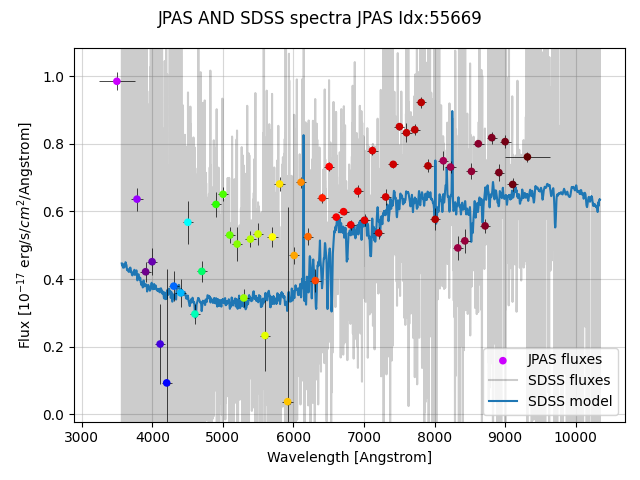 JPAS AND SDSS spectra JPAS Idx:55669
Flux [10⁻¹⁷ erg/s/cm²/Angstrom]
1.0
0.8
0.6
0.4
0.2
0.0
JPAS fluxes
SDSS fluxes
SDSS model
3000 4000 5000 6000 7000 8000 9000 10000
Wavelength [Angstrom]